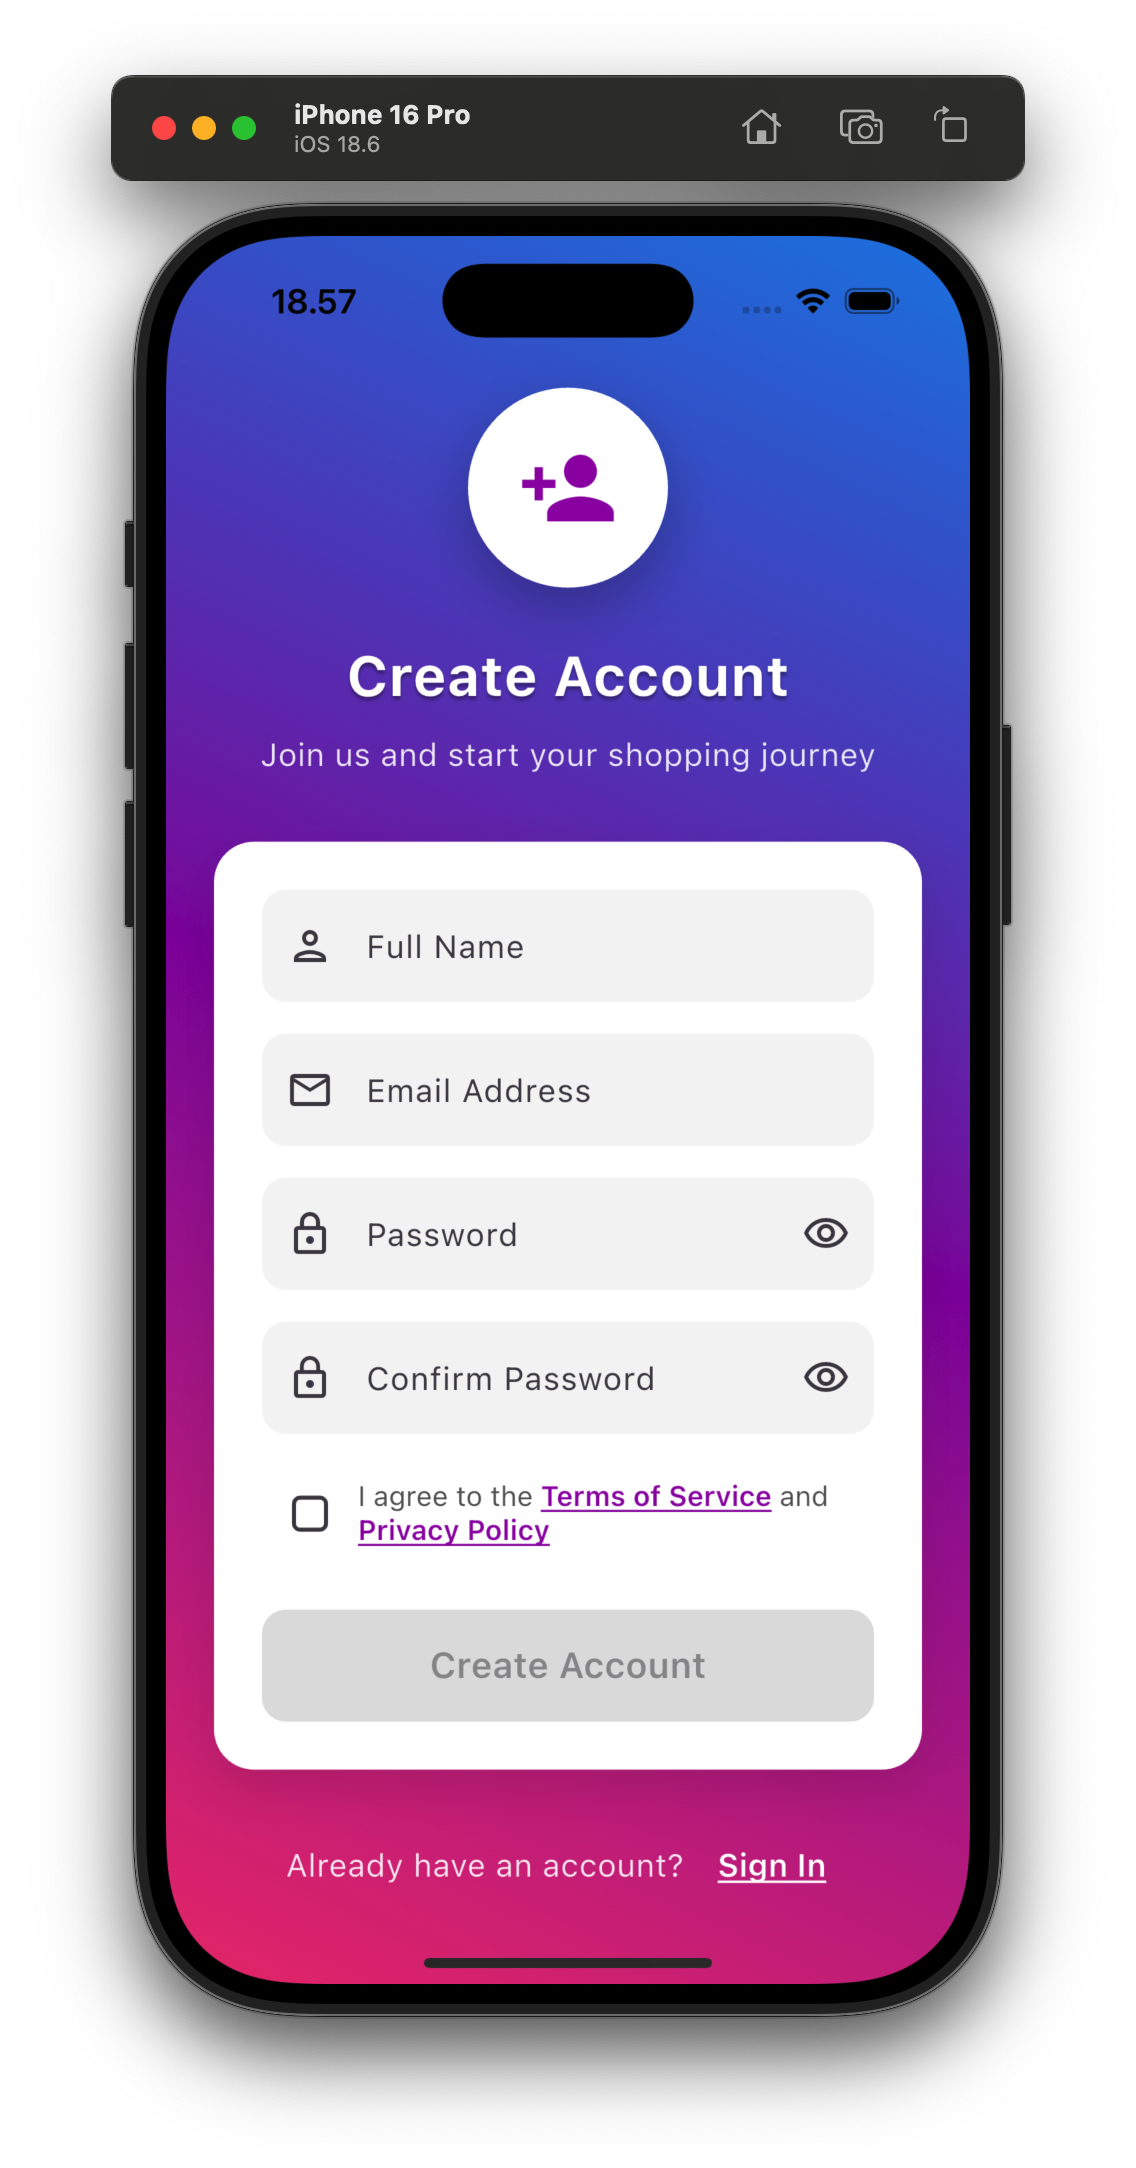 iPhone 16 Pro
iOS 18.6
18.57
Create Account
Join us and start your shopping journey
Full Name
Email Address
Password
Confirm Password
I agree to the Terms of Service and
Privacy Policy
Create Account
Already have an account? Sign In